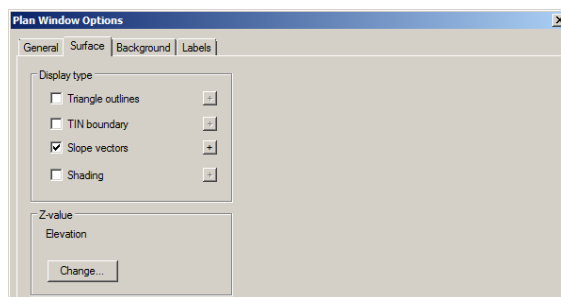 Plan Window Options
General Surface Background Labels
Display type
Triangle outlines +
TIN boundary +
Slope vectors +
Shading +
Z-value
Elevation
Change...